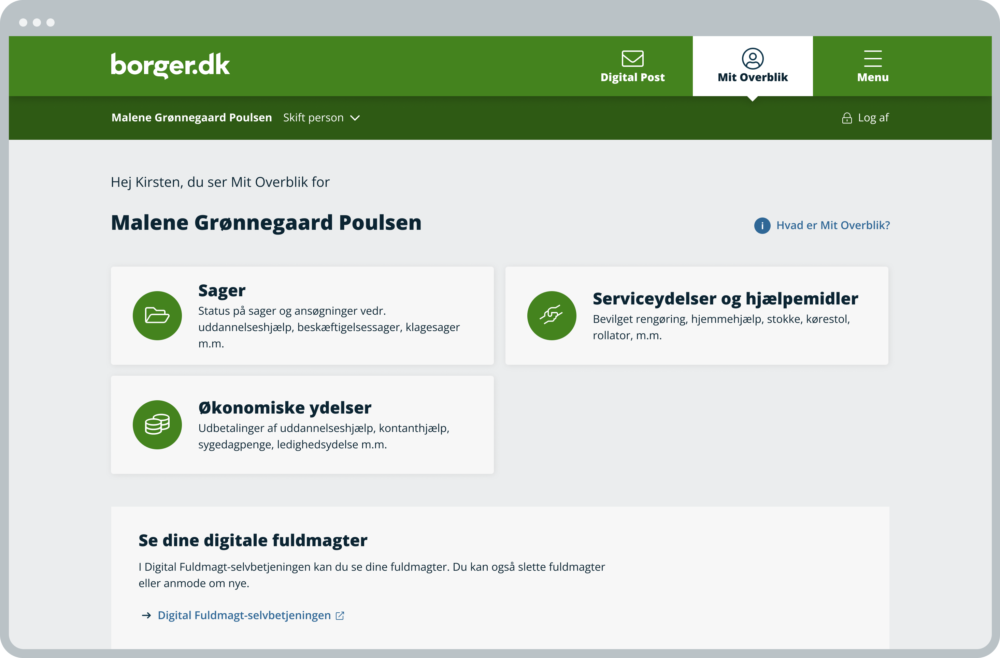 borger.dk
Digital Post
Mit Overblik
Menu
Malene Grønnegaard Poulsen Skift person
Log af
Hej Kirsten, du ser Mit Overblik for
Malene Grønnegaard Poulsen
i Hvad er Mit Overblik?
Sager
Status på sager og ansøgninger vedr.
uddannelseshjælp, beskæftigelsessager, klagesager
m.m.
Serviceydelser og hjælpemidler
Bevilget rengøring, hjemmehjælp, stokke, kørestol,
rollator, m.m.
Økonomiske ydelser
Udbetalinger af uddannelseshjælp, kontanthjælp,
sygedagpenge, ledighedsydelse m.m.
Se dine digitale fuldmagter
I Digital Fuldmagt-selvbetjeningen kan du se dine fuldmagter. Du kan også slette fuldmagter
eller anmode om nye.
Digital Fuldmagt-selvbetjeningen